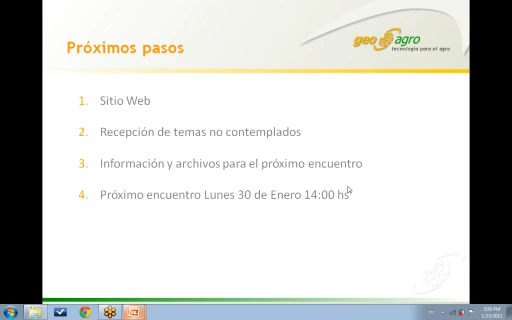 Próximos pasos
geo agro
tecnología para el agro
1. Sitio Web
2. Recepción de temas no contemplados
3. Información y archivos para el próximo encuentro
4. Próximo encuentro Lunes 30 de Enero 14:00 hs